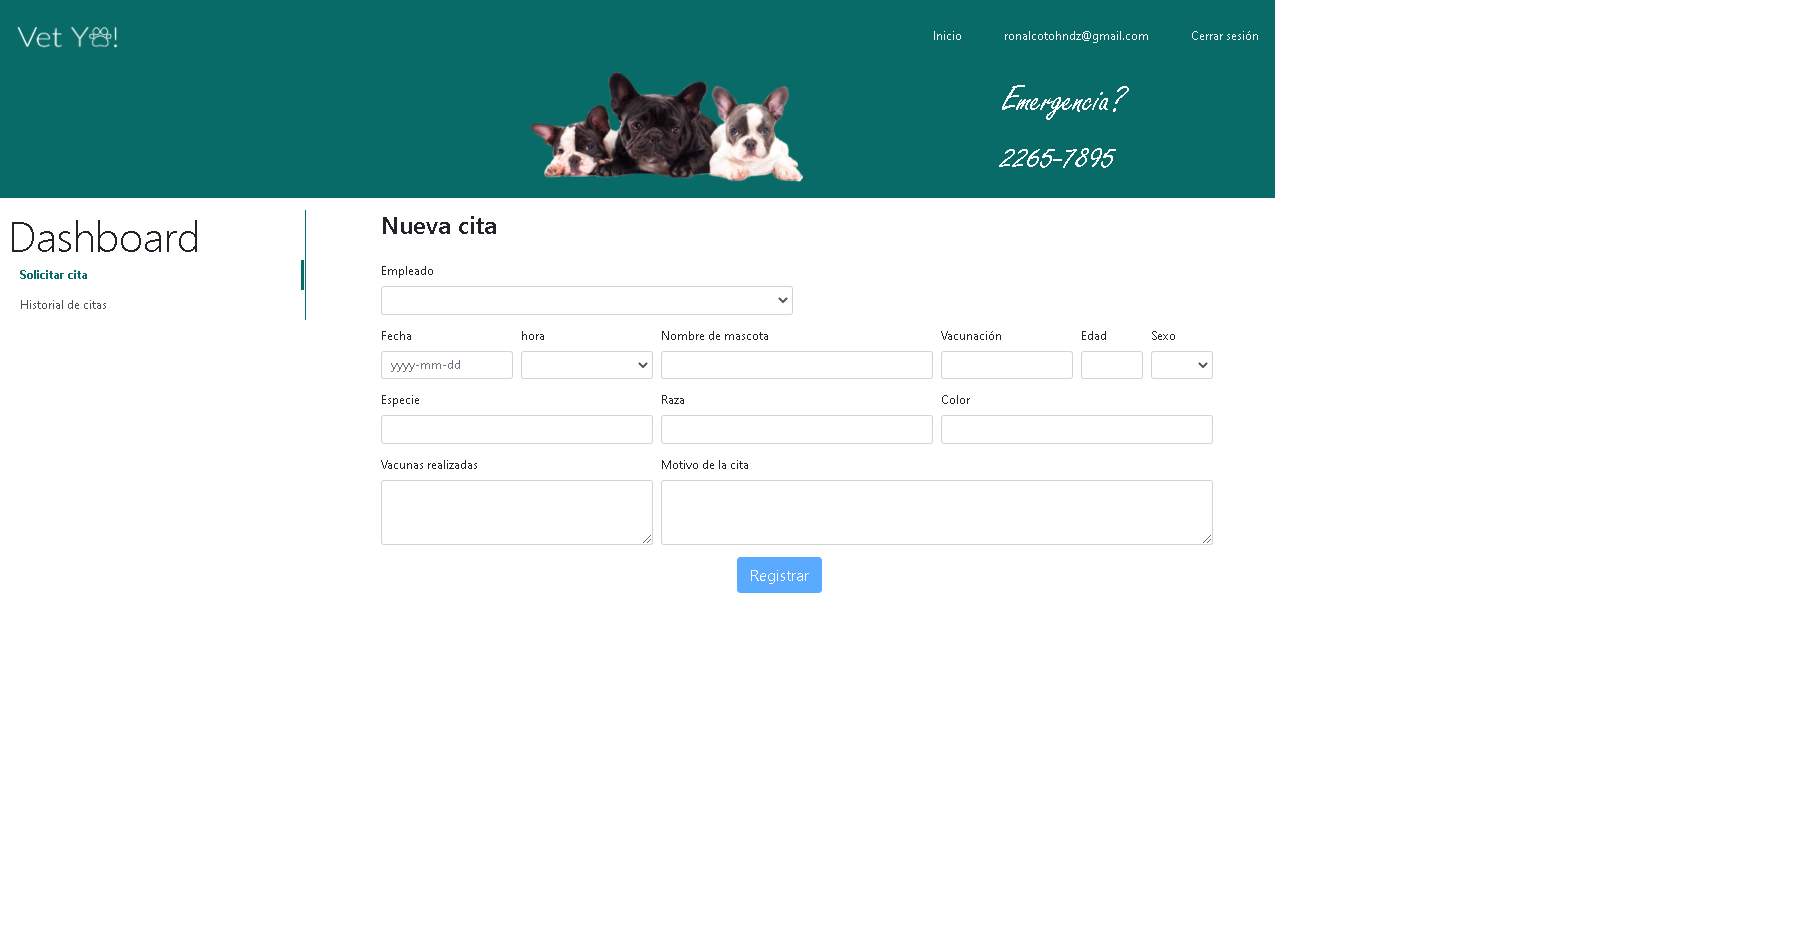 Vet Ya!
Inicio ronalcotohndz@gmail.com Cerrar sesión
Emergencia?
2265-7895
Dashboard
Solicitar cita
Historial de citas
Nueva cita
Empleado
Fecha hora Nombre de mascota Vacunación Edad Sexo
yyyy-mm-dd
Especie Raza Color
Vacunas realizadas Motivo de la cita
Registrar